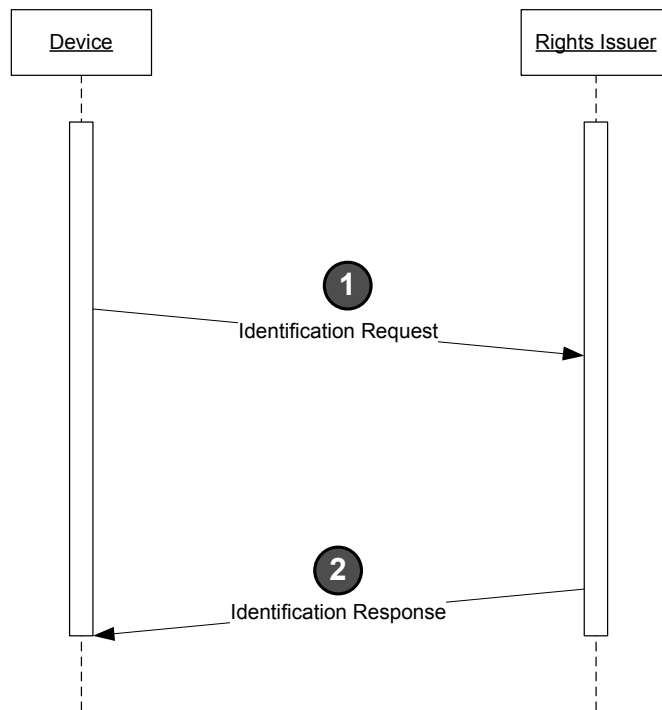 Device
Rights Issuer
1
Identification Request
2
Identification Response